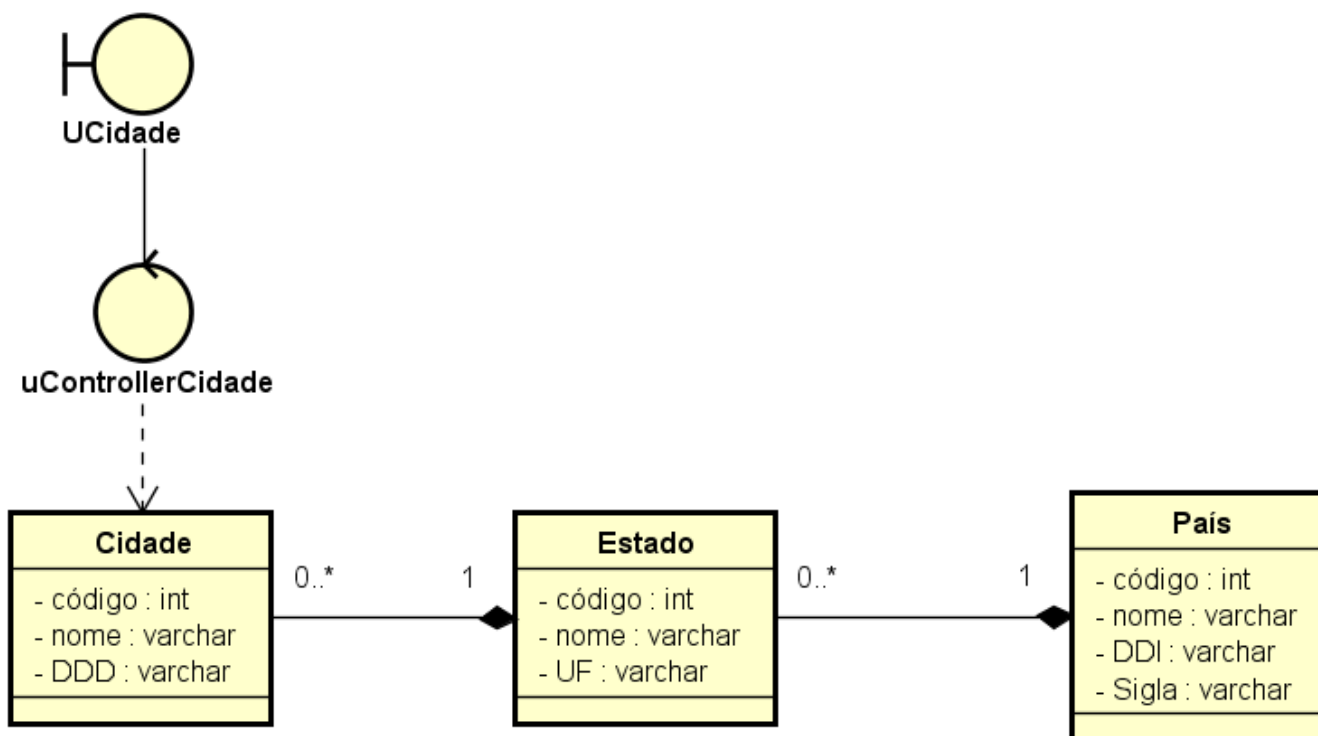 UCidade
uControllerCidade
Cidade
- código : int
- nome : varchar
- DDD : varchar
0..*
1
Estado
- código : int
- nome : varchar
- UF : varchar
0..*
1
País
- código : int
- nome : varchar
- DDI : varchar
- Sigla : varchar